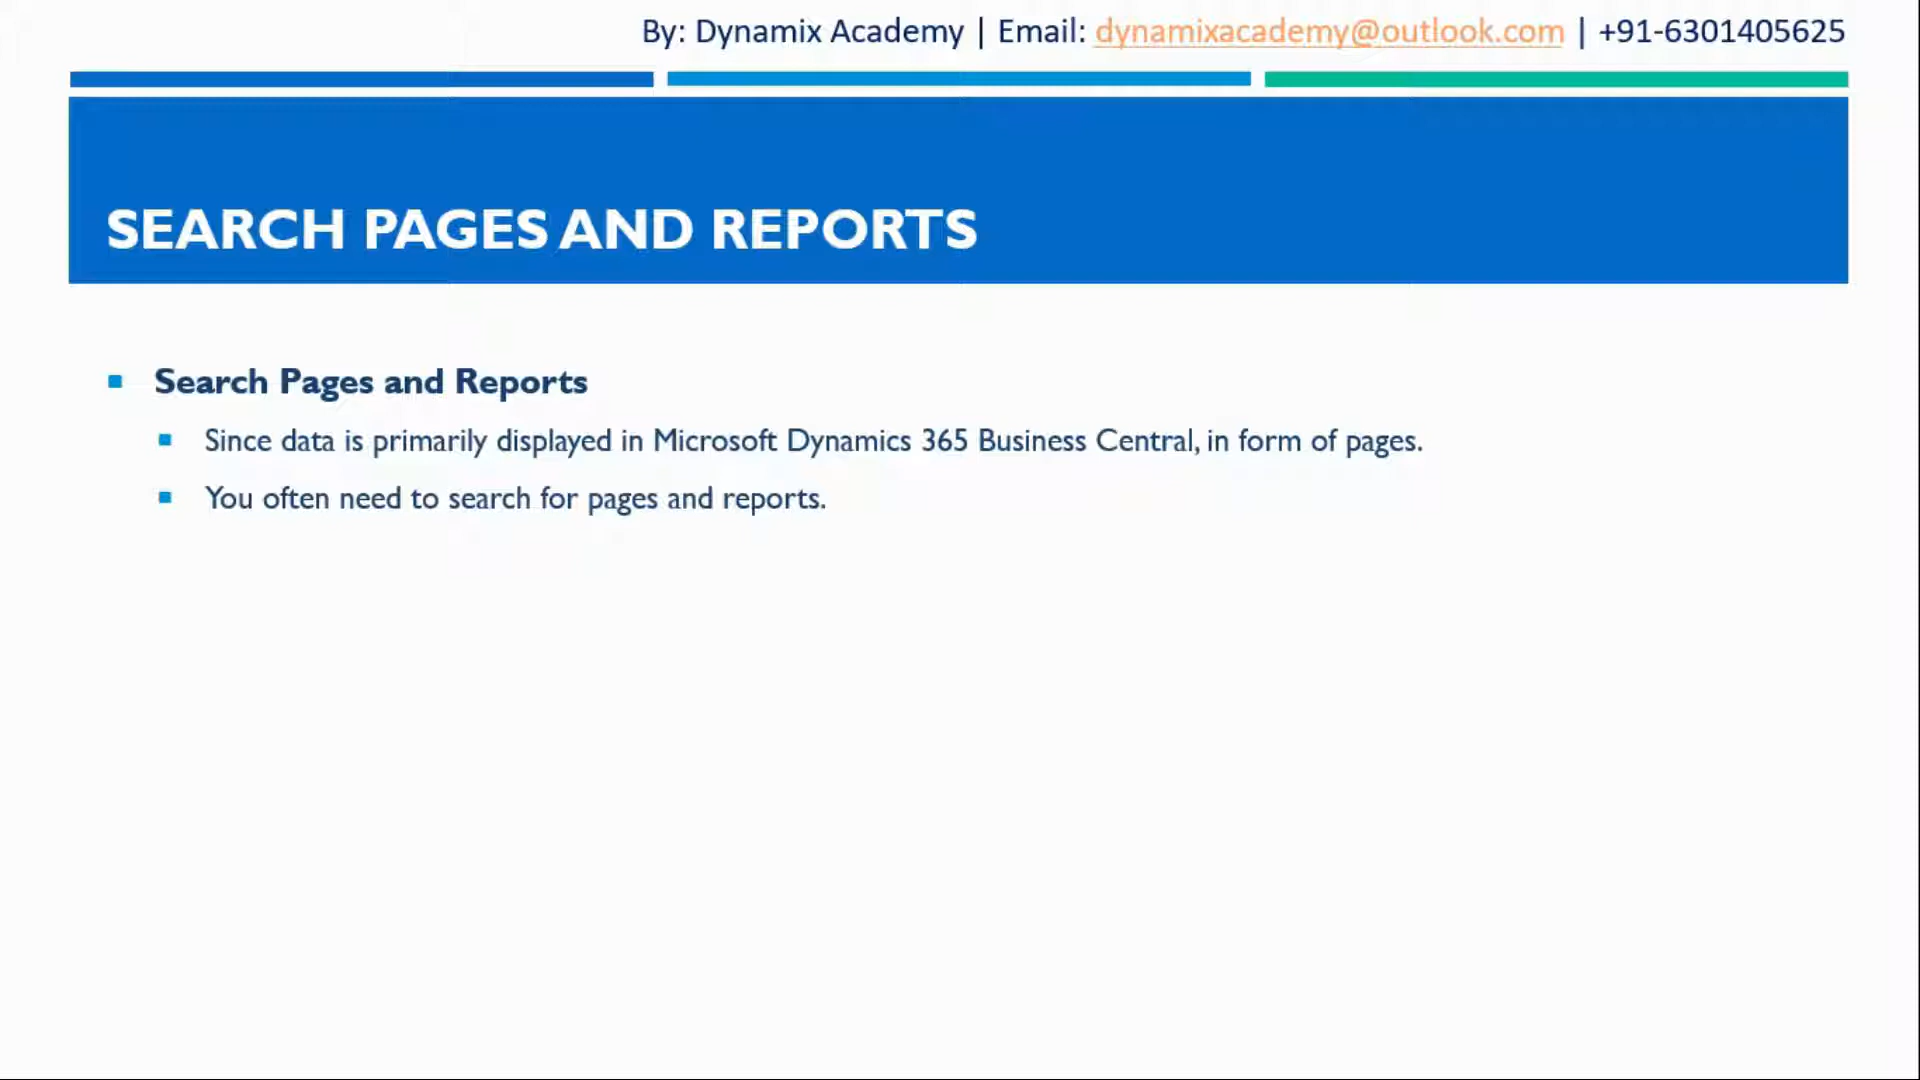 By: Dynamix Academy | Email: dynamixacademy@outlook.com | +91-6301405625
SEARCH PAGES AND REPORTS
Search Pages and Reports
Since data is primarily displayed in Microsoft Dynamics 365 Business Central, in form of pages.
You often need to search for pages and reports.